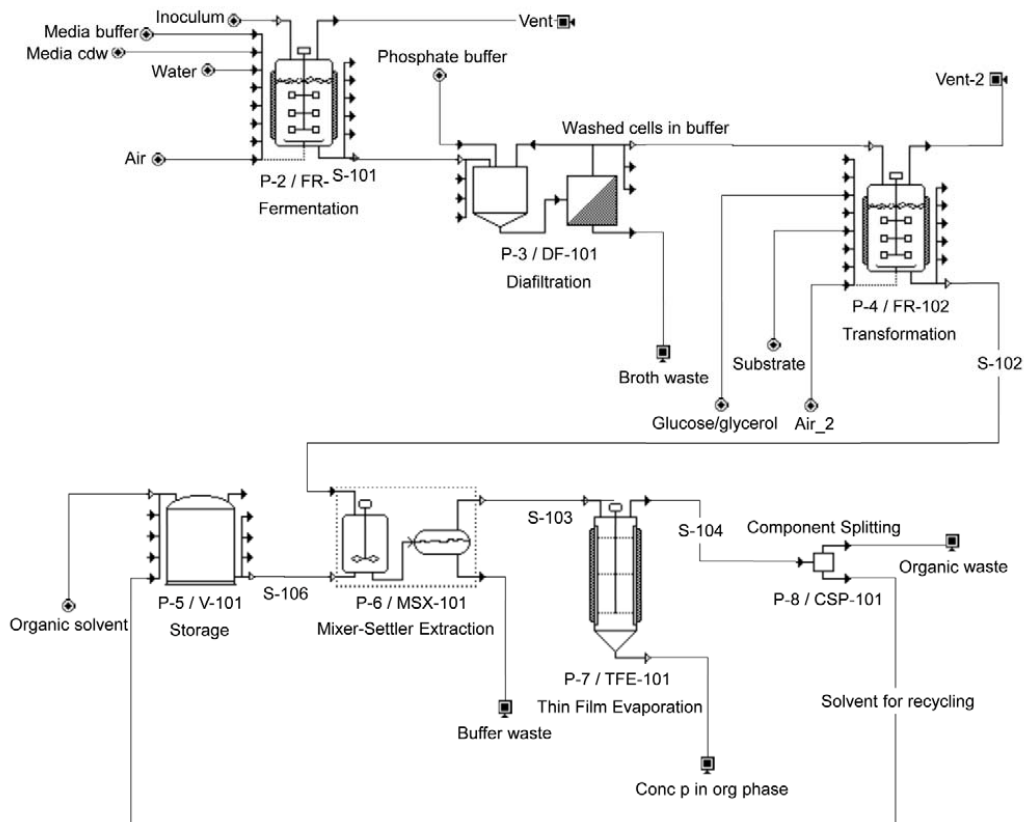 Inoculum
Vent
Media buffer
Media cdw
Water
Phosphate buffer
Vent-2
Air
Washed cells in buffer
P-2 / FR-
S-101
Fermentation
P-3 / DF-101
Diafiltration
P-4 / FR-102
Transformation
Substrate
S-102
Broth waste
Glucose/glycerol
Air_2
S-103
S-104
Component Splitting
Organic waste
S-106
P-5 / V-101
Storage
P-6 / MSX-101
Mixer-Settler Extraction
P-8 / CSP-101
Organic solvent
P-7 / TFE-101
Thin Film Evaporation
Solvent for recycling
Buffer waste
Conc p in org phase